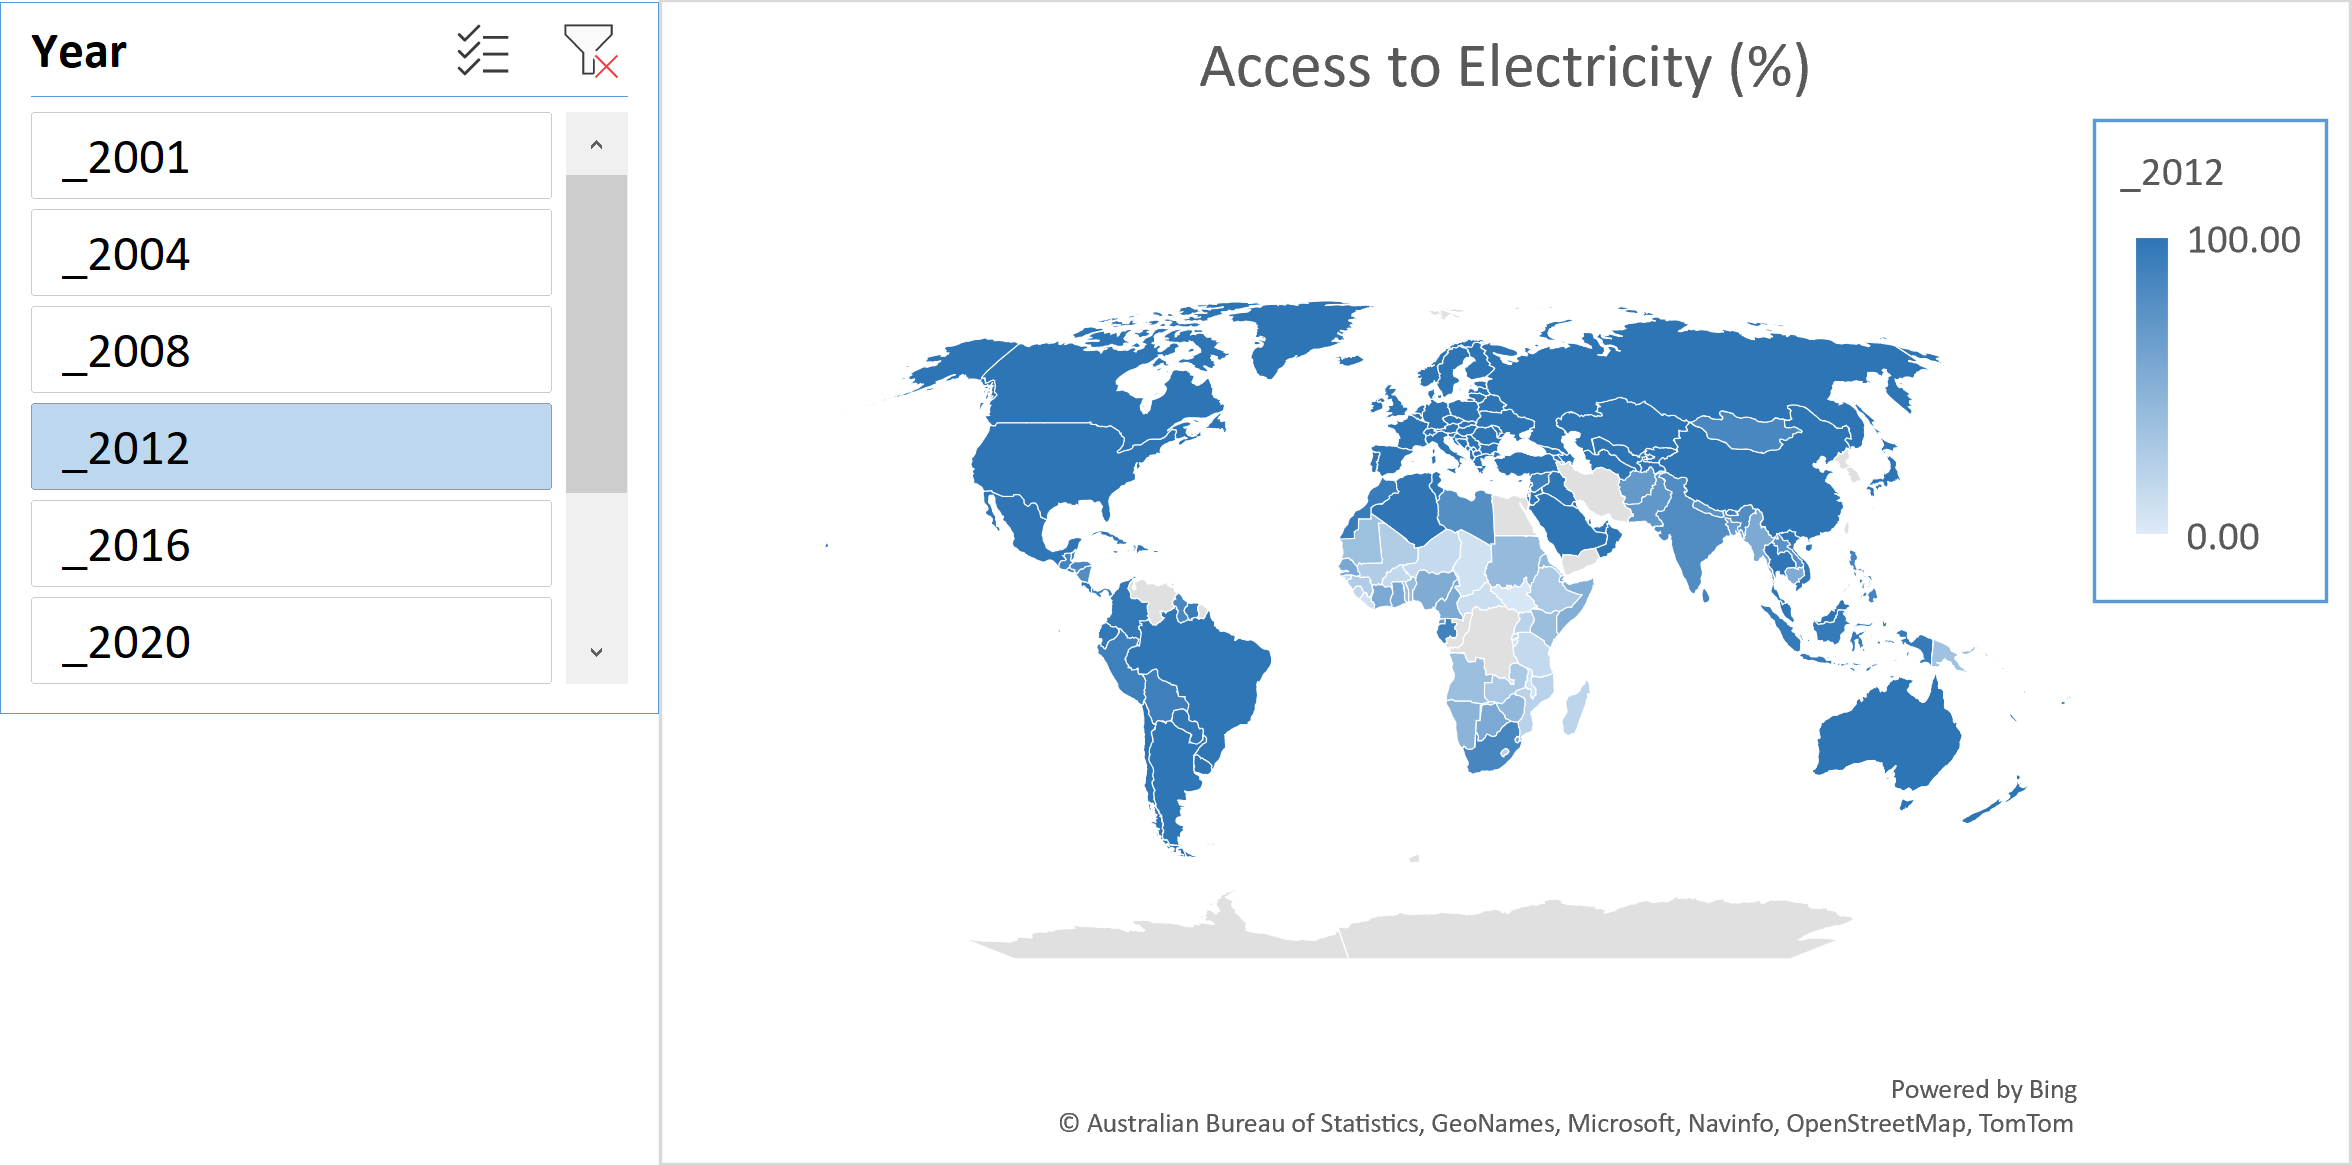 Year
_2001
_2004
_2008
_2012
_2016
_2020
Access to Electricity (%)
_2012
100.00
0.00
Powered by Bing
© Australian Bureau of Statistics, GeoNames, Microsoft, Navinfo, OpenStreetMap, TomTom